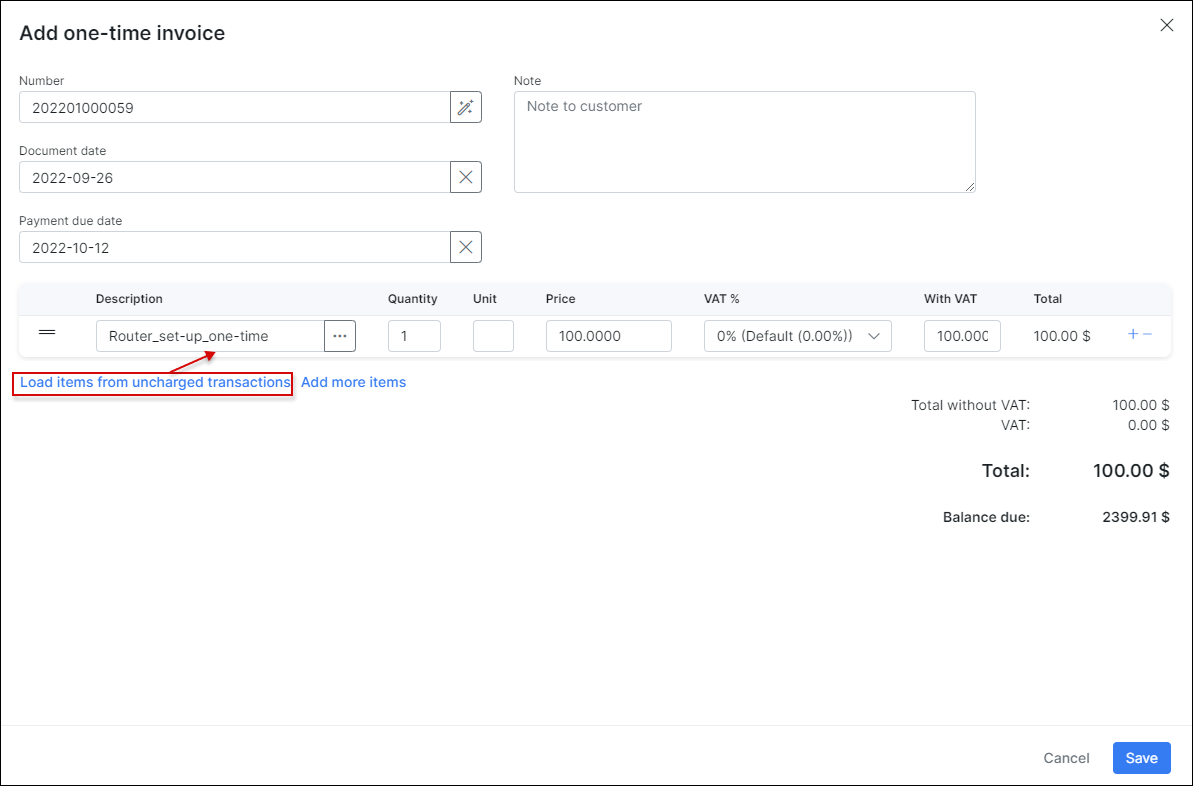 Add one-time invoice
Number
202201000059
Document date
2022-09-26
Payment due date
2022-10-12
Note
Note to customer
Description Quantity Unit Price VAT % With VAT Total
Router_set-up_one-time ... 1 100.0000 0% (Default (0.00%)) 100.000 100.00 $ + −
Load items from uncharged transactions Add more items
Total without VAT: 100.00 $
VAT: 0.00 $
Total: 100.00 $
Balance due: 2399.91 $
Cancel Save